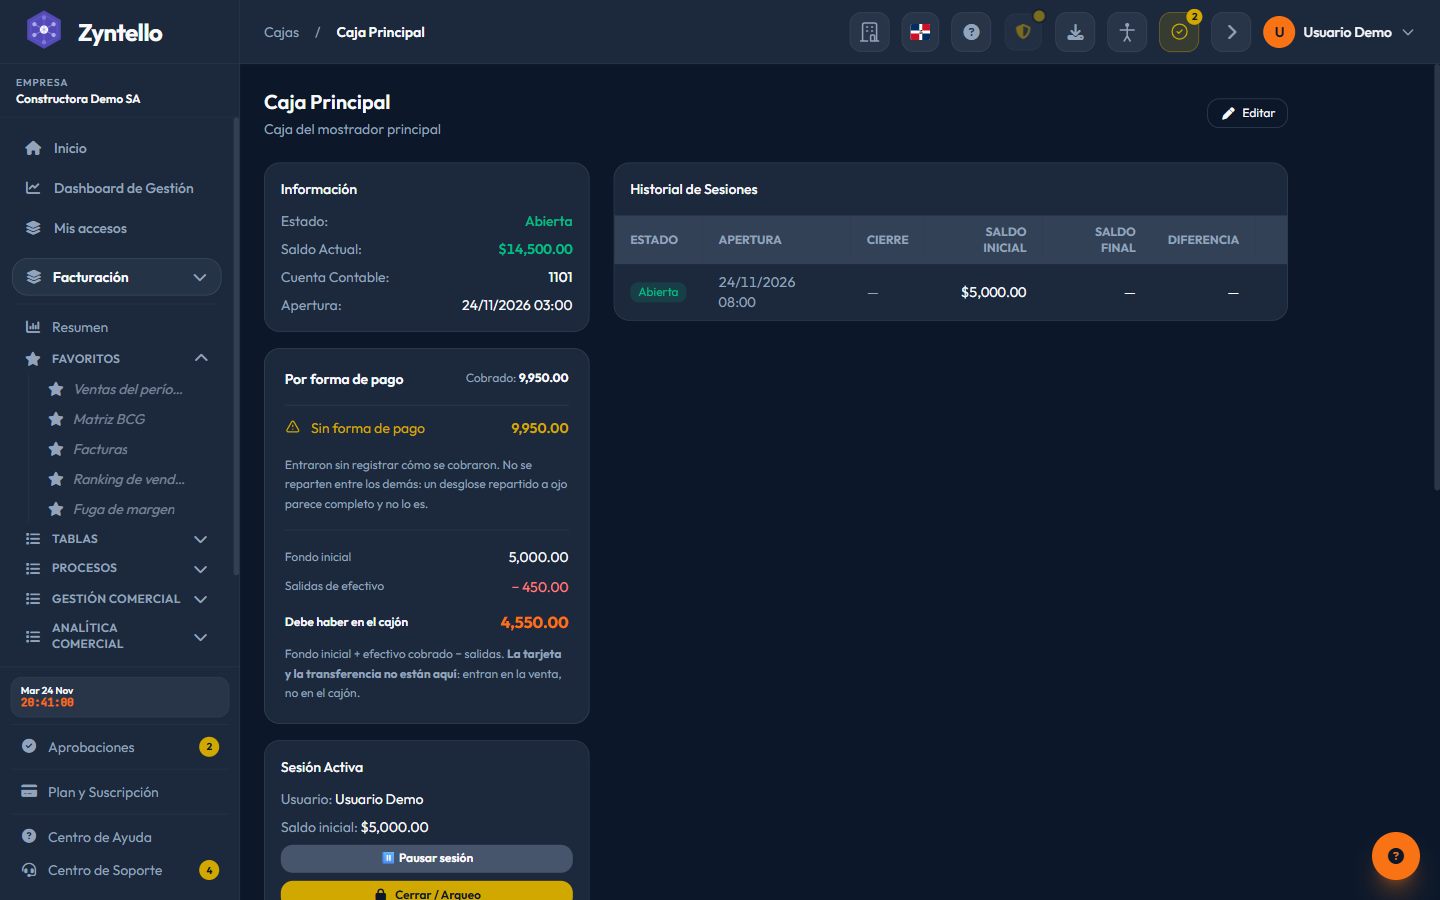 Zyntello
Cajas / Caja Principal
2
U
Usuario Demo
EMPRESA
Constructora Demo SA
Inicio
Dashboard de Gestión
Mis accesos
Facturación
Resumen
FAVORITOS
Ventas del perío...
Matriz BCG
Facturas
Ranking de vend...
Fuga de margen
TABLAS
PROCESOS
GESTIÓN COMERCIAL
ANALÍTICA
COMERCIAL
Mar 24 Nov
20:41:00
Aprobaciones 2
Plan y Suscripción
Centro de Ayuda
Centro de Soporte 4
Caja Principal
Caja del mostrador principal
Editar
Información
Estado: Abierta
Saldo Actual: $14,500.00
Cuenta Contable: 1101
Apertura: 24/11/2026 03:00
Por forma de pago Cobrado: 9,950.00
Sin forma de pago 9,950.00
Entraron sin registrar cómo se cobraron. No se
reparten entre los demás: un desglose repartido a ojo
parece completo y no lo es.
Fondo inicial 5,000.00
Salidas de efectivo − 450.00
Debe haber en el cajón 4,550.00
Fondo inicial + efectivo cobrado − salidas. La tarjeta
y la transferencia no están aquí: entran en la venta,
no en el cajón.
Sesión Activa
Usuario: Usuario Demo
Saldo inicial: $5,000.00
Pausar sesión
Cerrar / Arqueo
Historial de Sesiones
ESTADO APERTURA CIERRE SALDO INICIAL SALDO FINAL DIFERENCIA
Abierta 24/11/2026 08:00 — $5,000.00 — —